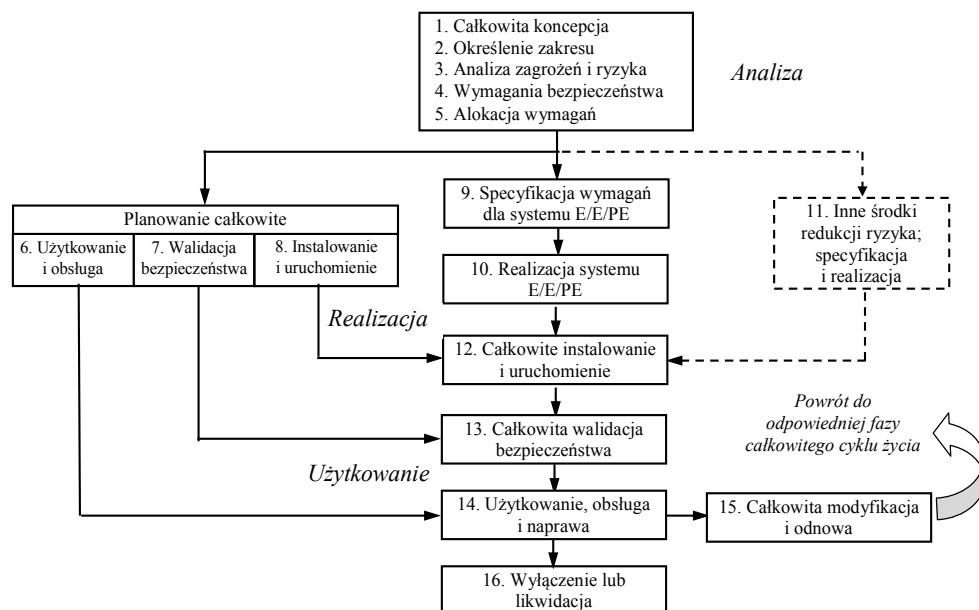 1. Całkowita koncepcja
2. Określenie zakresu
3. Analiza zagrożeń i ryzyka
4. Wymagania bezpieczeństwa
5. Alokacja wymagań
Analiza
9. Specyfikacja wymagań
dla systemu E/E/PE
11. Inne środki
redukcji ryzyka;
specyfikacja
i realizacja
Planowanie całkowite
6. Użytkowanie
i obsługa
7. Walidacja
bezpieczeństwa
8. Instalowanie
i uruchomienie
10. Realizacja systemu
E/E/PE
Realizacja
12. Całkowite instalowanie
i uruchomienie
Powrót do
odpowiedniej fazy
całkowitego cyklu życia
13. Całkowita walidacja
bezpieczeństwa
Użytkowanie
14. Użytkowanie, obsługa
i naprawa
15. Całkowita modyfikacja
i odnowa
16. Wyłączenie lub
likwidacja